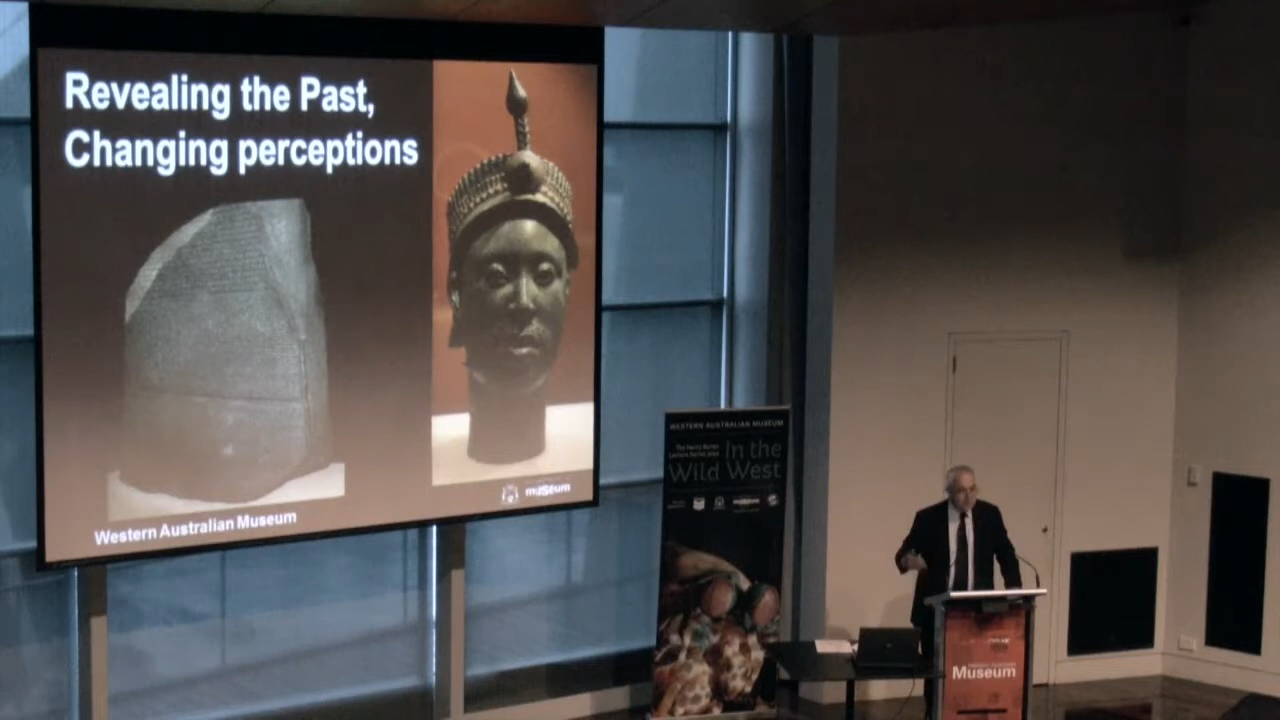 Revealing the Past,
Changing perceptions
museum
Western Australian Museum
WESTERN AUSTRALIAN MUSEUM
In the
Wild West
Museum